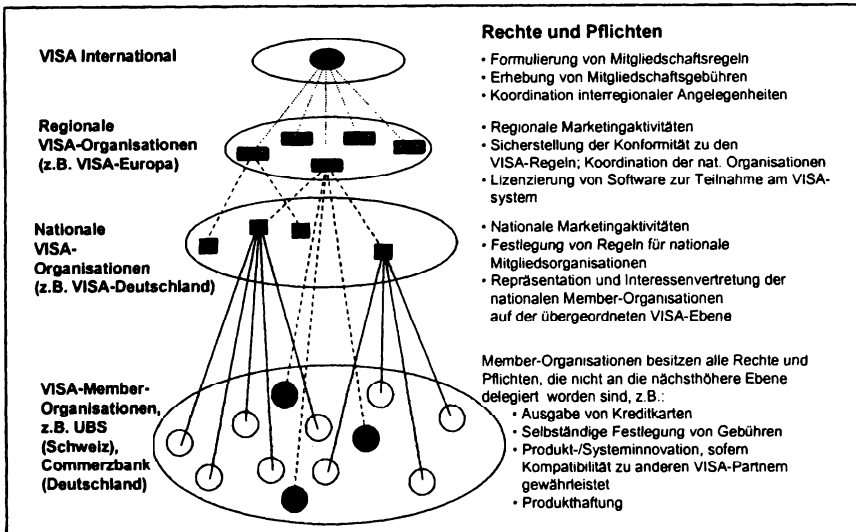 Rechte und Pflichten
VISA International
• Formulierung von Mitgliedschaftsregeln
• Erhebung von Mitgliedschaftsgebühren
• Koordination interregionaler Angelegenheiten
Regionale
VISA-Organisationen
(z.B. VISA-Europa)
• Regionale Marketingaktivitäten
• Sicherstellung der Konformität zu den
VISA-Regeln; Koordination der nat. Organisationen
• Lizenzierung von Software zur Teilnahme am VISA-
system
Nationale
VISA-
Organisationen
(z.B. VISA-Deutschland)
• Nationale Marketingaktivitäten
• Festlegung von Regeln für nationale
Mitgliedsorganisationen
• Repräsentation und Interessenvertretung der
nationalen Member-Organisationen
auf der übergeordneten VISA-Ebene
VISA-Member-
Organisationen,
z.B. UBS
(Schweiz),
Commerzbank
(Deutschland)
Member-Organisationen besitzen alle Rechte und
Pflichten, die nicht an die nächsthöhere Ebene
delegiert worden sind, z.B.:
• Ausgabe von Kreditkarten
• Selbständige Festlegung von Gebühren
• Produkt-/Systeminnovation, sofern
Kompatibilität zu anderen VISA-Partnern
gewährleistet
• Produkthaftung